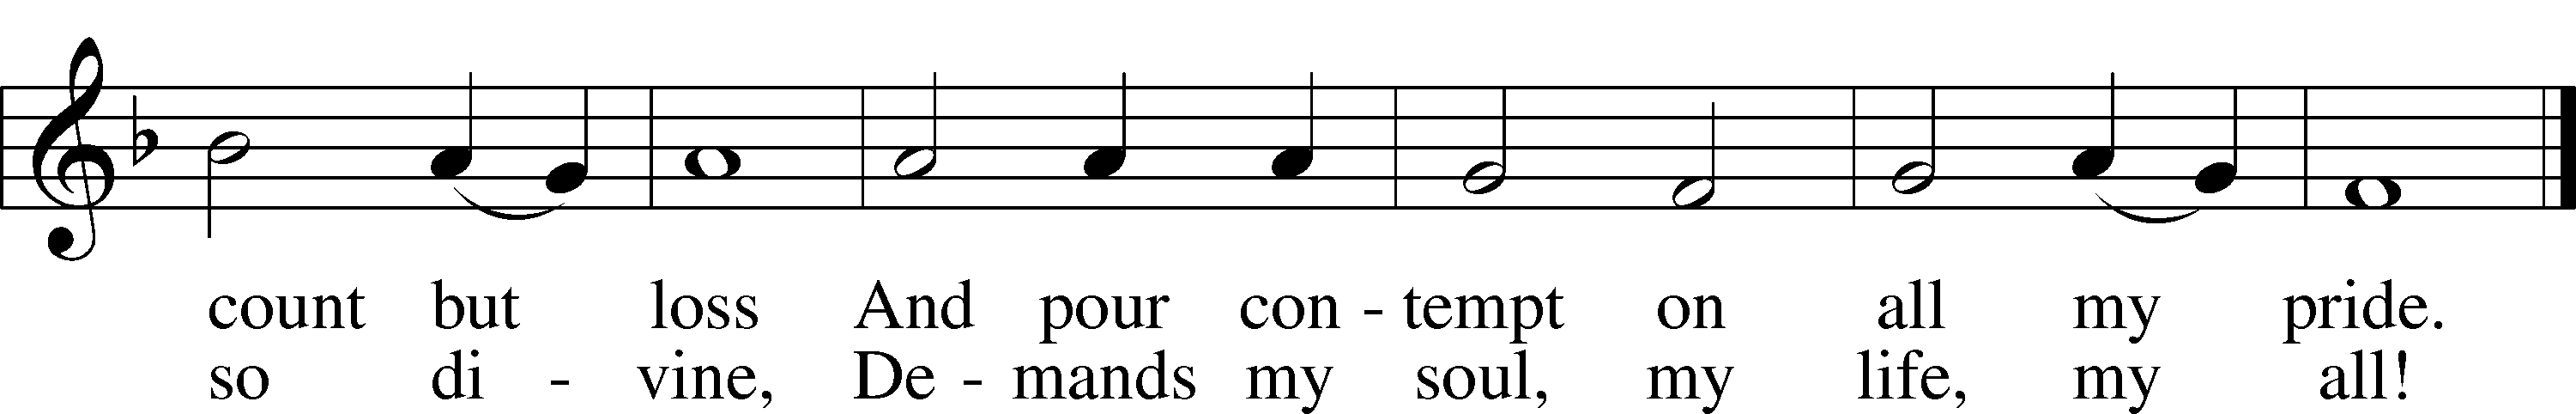 count but loss And pour con - tempt on all my pride.
so di - vine, De - mands my soul, my life, my all!